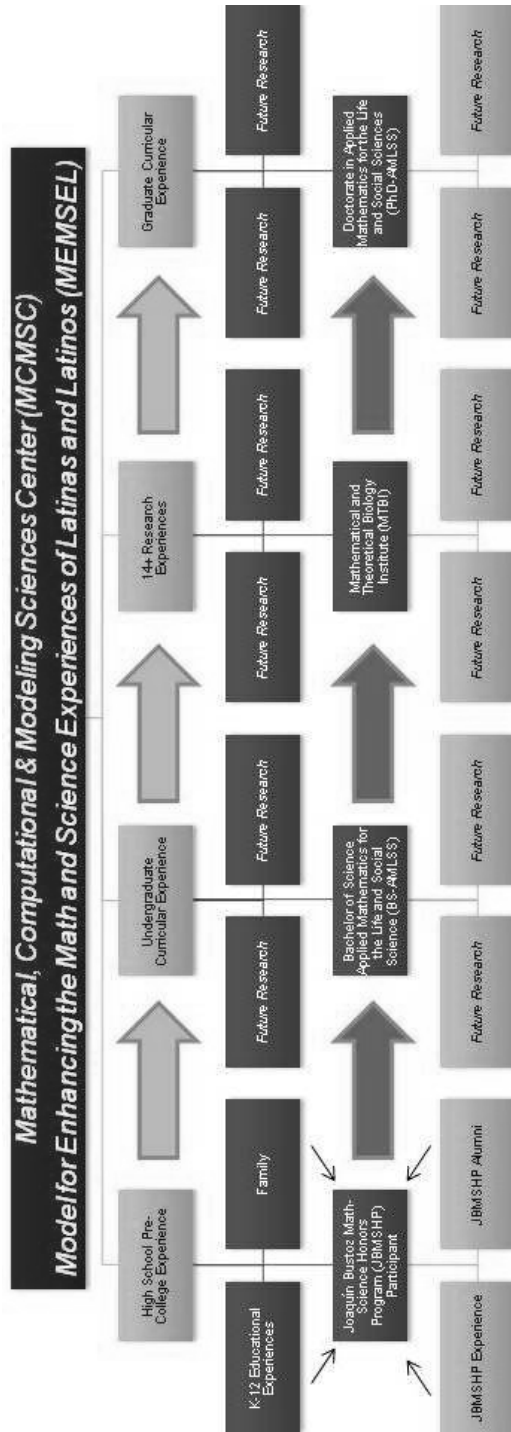 Mathematical, Computational & Modeling Sciences Center (MCMSC)
Model for Enhancing the Math and Science Experiences of Latinas and Latinos (MEMSEL)
High School Pre-
College Experience
Undergraduate
Curricular Experience
14+ Research
Experiences
Graduate Curricular
Experience
K-12 Educational
Experiences
Family
Future Research
Future Research
Future Research
Future Research
Future Research
Future Research
Joaquín Bustoz Math-
Science Honors
Program (JBMSHP)
Participant
Bachelor of Science
Applied Mathematics for
the Life and Social
Science (BS-AMLSS)
Mathematical and
Theoretical Biology
Institute (MTBI)
Doctorate in Applied
Mathematics for the Life
and Social Sciences
(PhD-AMLSS)
JBMSHP Experience
JBMSHP Alumni
Future Research
Future Research
Future Research
Future Research
Future Research
Future Research